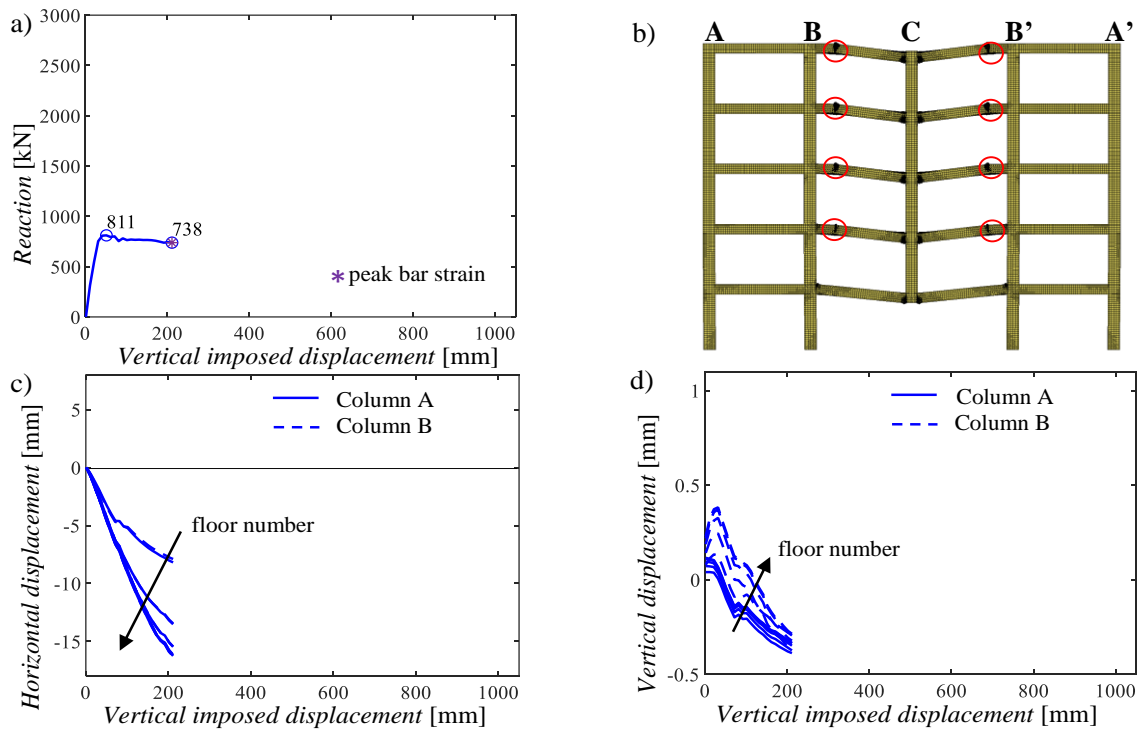 a)
3000
2500
2000
1500
1000
500
0
Reaction [kN]
811
738
* peak bar strain
0 200 400 600 800 1000
Vertical imposed displacement [mm]
b)
A B C B’ A’
c)
5
0
-5
-10
-15
Horizontal displacement [mm]
Column A
Column B
floor number
0 200 400 600 800 1000
Vertical imposed displacement [mm]
d)
1
0.5
0
-0.5
Vertical displacement [mm]
Column A
Column B
floor number
0 200 400 600 800 1000
Vertical imposed displacement [mm]